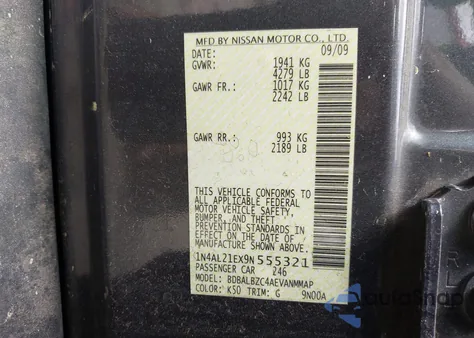 MFD BY NISSAN MOTOR CO., LTD.
DATE: 09/09
GVWR: 1941 KG
4279 LB
GAWR FR.: 1017 KG
2242 LB
GAWR RR.: 993 KG
2189 LB
THIS VEHICLE CONFORMS TO
ALL APPLICABLE FEDERAL
MOTOR VEHICLE SAFETY,
BUMPER, AND THEFT
PREVENTION STANDARDS
IN EFFECT ON THE DATE OF
MANUFACTURE SHOWN ABOVE.
1N4AL21EX9N555321
PASSENGER CAR 246
MODEL: BDBALBZC4AEVANMMAP
COLOR: K50 TRIM: G 9N00A
AutoSnap